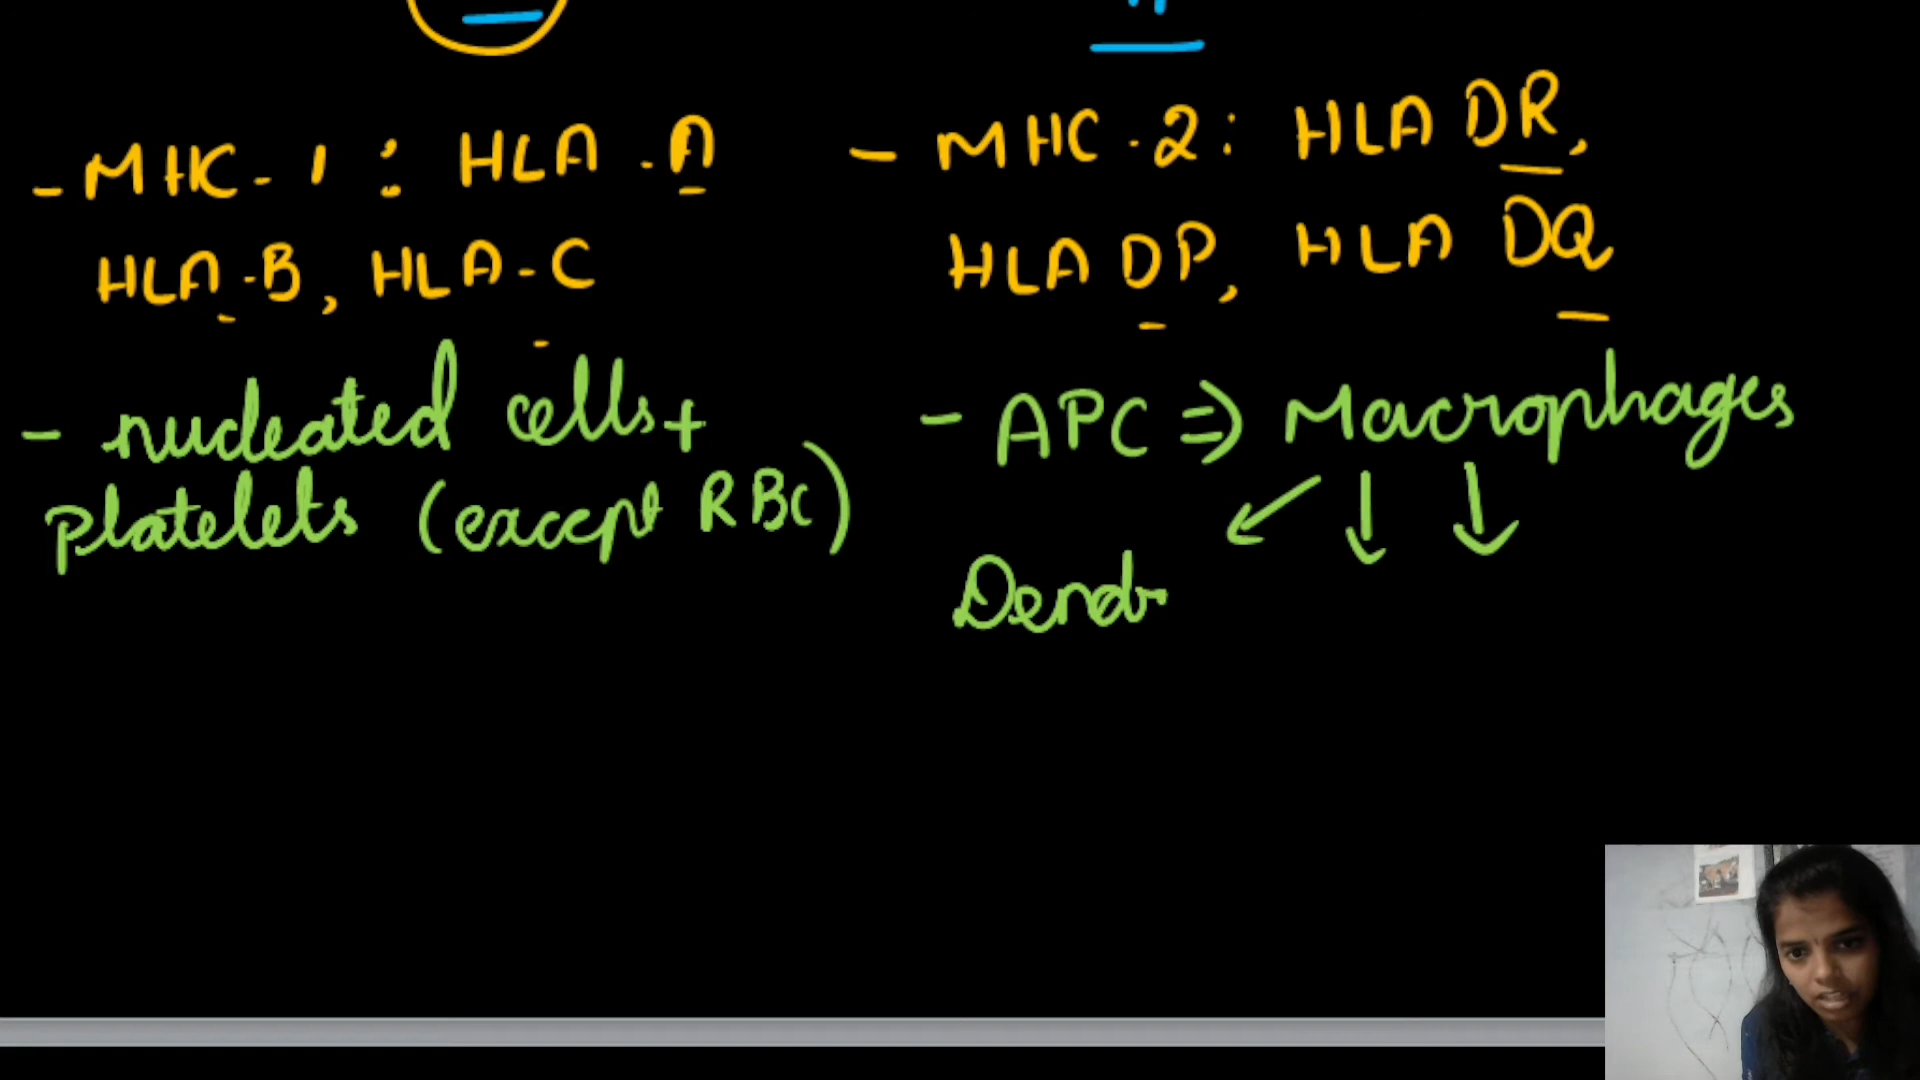 - MHC-1 : HLA-A
HLA-B, HLA-C
- nucleated cells +
platelets (except RBC)
- MHC-2: HLA DR,
HLA DP, HLA DQ
- APC ⇒ Macrophages
Dendr